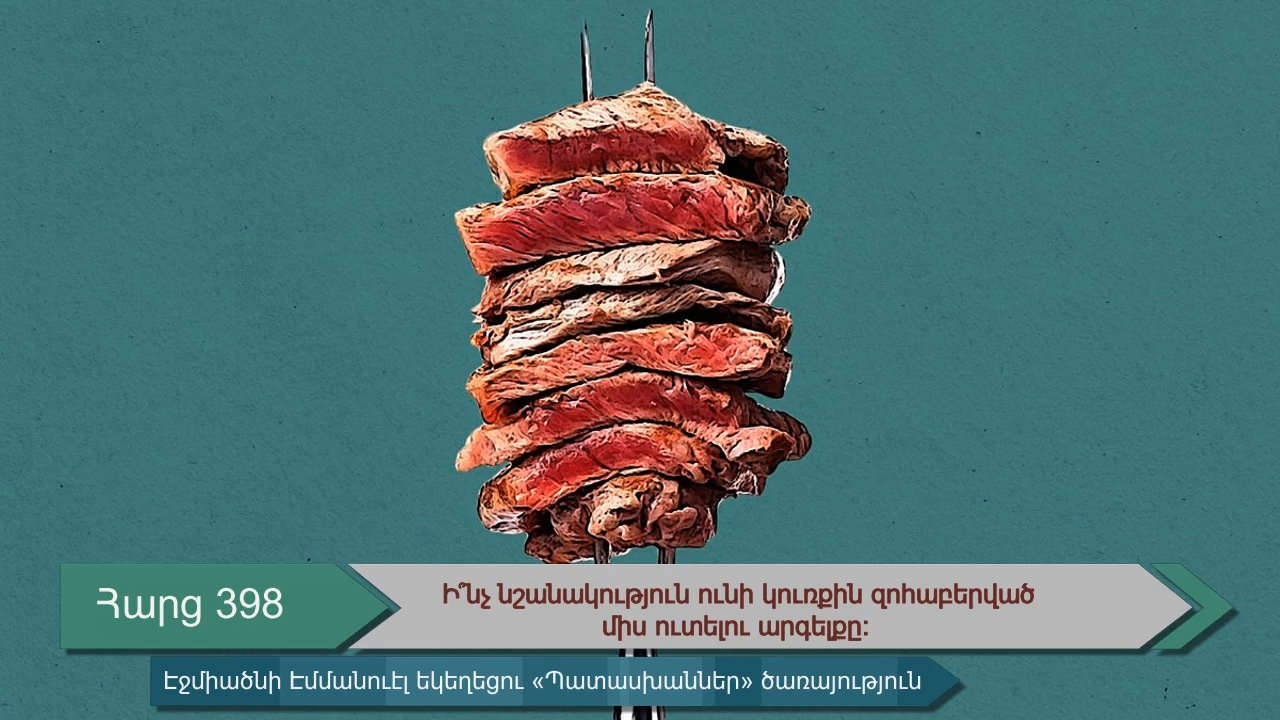 Հարց 398
Ի՞նչ նշանակություն ունի կուռքին զոհաբերված
միս ուտելու արգելքը:
Էջմիածնի Էմմանուէլ եկեղեցու «Պատասխաններ» ծառայություն